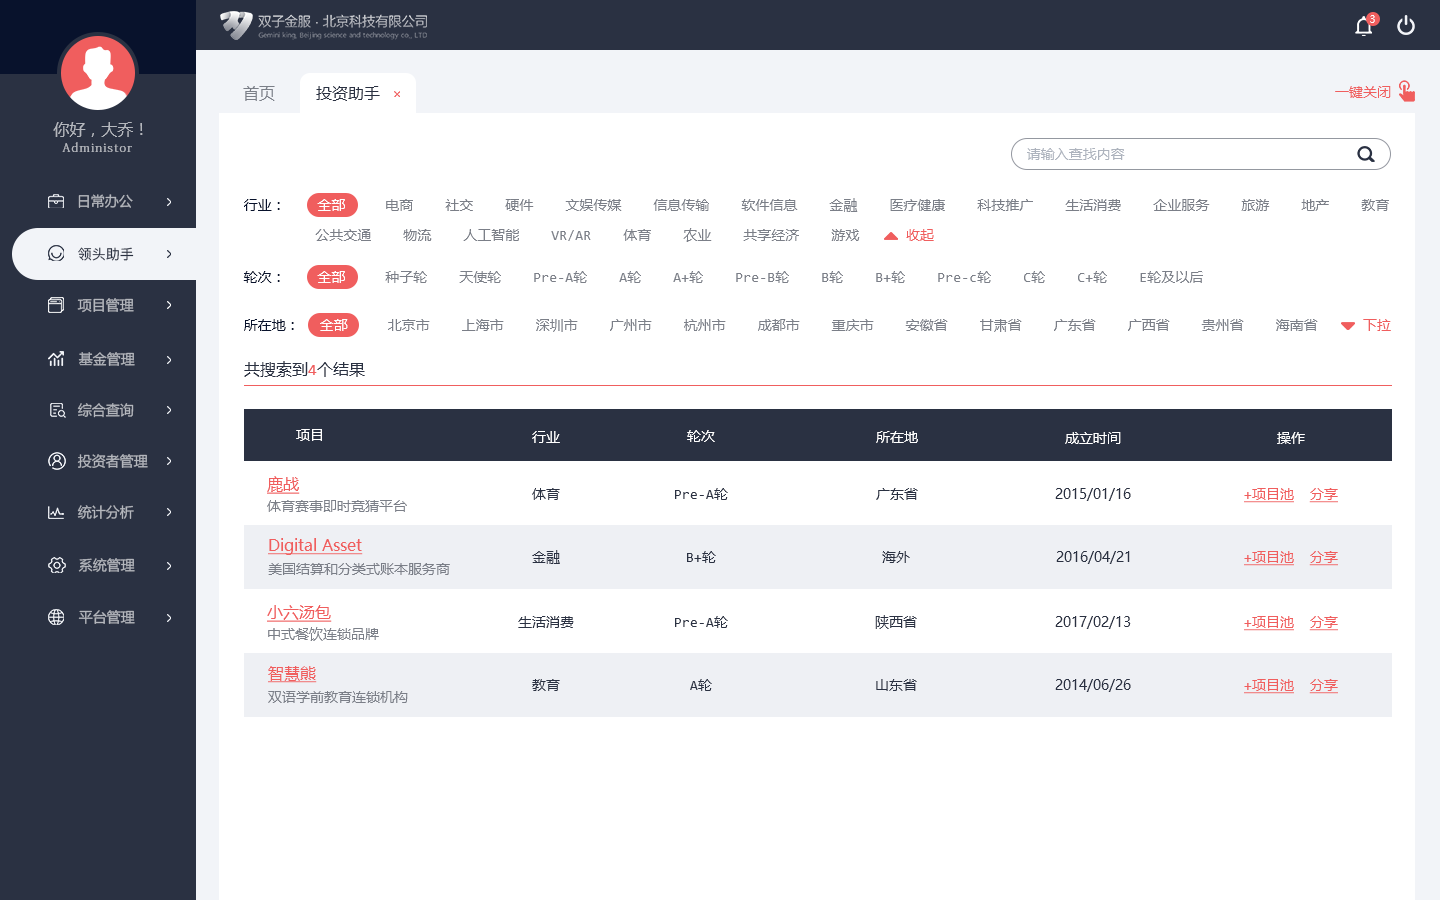 双子金服 · 北京科技有限公司
Gemini king, Beijing science and technology co., LTD
3
你好，大乔！
Administor
日常办公
领头助手
项目管理
基金管理
综合查询
投资者管理
统计分析
系统管理
平台管理
首页 投资助手 ×
一键关闭
请输入查找内容
行业： 全部 电商 社交 硬件 文娱传媒 信息传输 软件信息 金融 医疗健康 科技推广 生活消费 企业服务 旅游 地产 教育
公共交通 物流 人工智能 VR/AR 体育 农业 共享经济 游戏 收起
轮次： 全部 种子轮 天使轮 Pre-A轮 A轮 A+轮 Pre-B轮 B轮 B+轮 Pre-c轮 C轮 C+轮 E轮及以后
所在地： 全部 北京市 上海市 深圳市 广州市 杭州市 成都市 重庆市 安徽省 甘肃省 广东省 广西省 贵州省 海南省 下拉
共搜索到4个结果
项目 行业 轮次 所在地 成立时间 操作
鹿战
体育赛事即时竞猜平台
体育 Pre-A轮 广东省 2015/01/16 +项目池 分享
Digital Asset
美国结算和分类式账本服务商
金融 B+轮 海外 2016/04/21 +项目池 分享
小六汤包
中式餐饮连锁品牌
生活消费 Pre-A轮 陕西省 2017/02/13 +项目池 分享
智慧熊
双语学前教育连锁机构
教育 A轮 山东省 2014/06/26 +项目池 分享